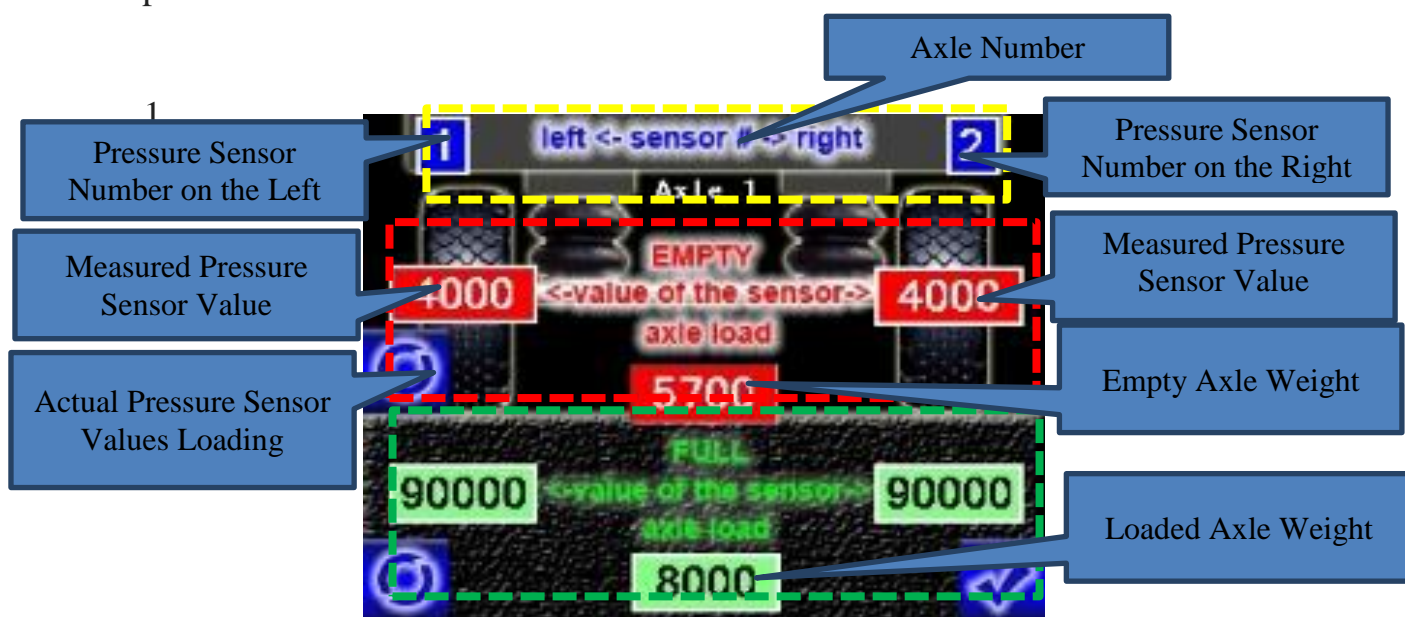 Axle Number
1
Pressure Sensor
Number on the Left
1
left <- sensor # -> right
2
Pressure Sensor
Number on the Right
Axle 1
Measured Pressure
Sensor Value
EMPTY
4000
<-value of the sensor->
4000
axle load
Measured Pressure
Sensor Value
5700
Empty Axle Weight
Actual Pressure Sensor
Values Loading
FULL
90000
<-value of the sensor->
90000
axle load
8000
Loaded Axle Weight